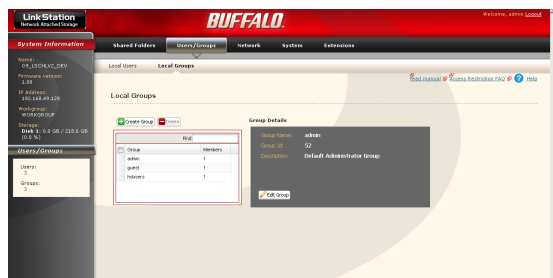 LinkStation
Network Attached Storage
BUFFALO
Welcome, admin Logout
System Information
Shared Folders Users/Groups Network System Extensions
Local Users Local Groups
Name:
Firmware version:
1.08
IP Address:
192.168.49.120
Workgroup:
WORKGROUP
Storage:
Disk 1: 0.0 GB / 218.6 GB
(0.0 %)
Read manual Access Restriction FAQ Help
Local Groups
Create Group Delete
Group Details
Find
Group Members
admin 1
guest 1
hdusers 1
Group Name: admin
Group Id: 52
Description: Default Administrator Group
Edit Group
Users/Groups
Users:
3
Groups:
3